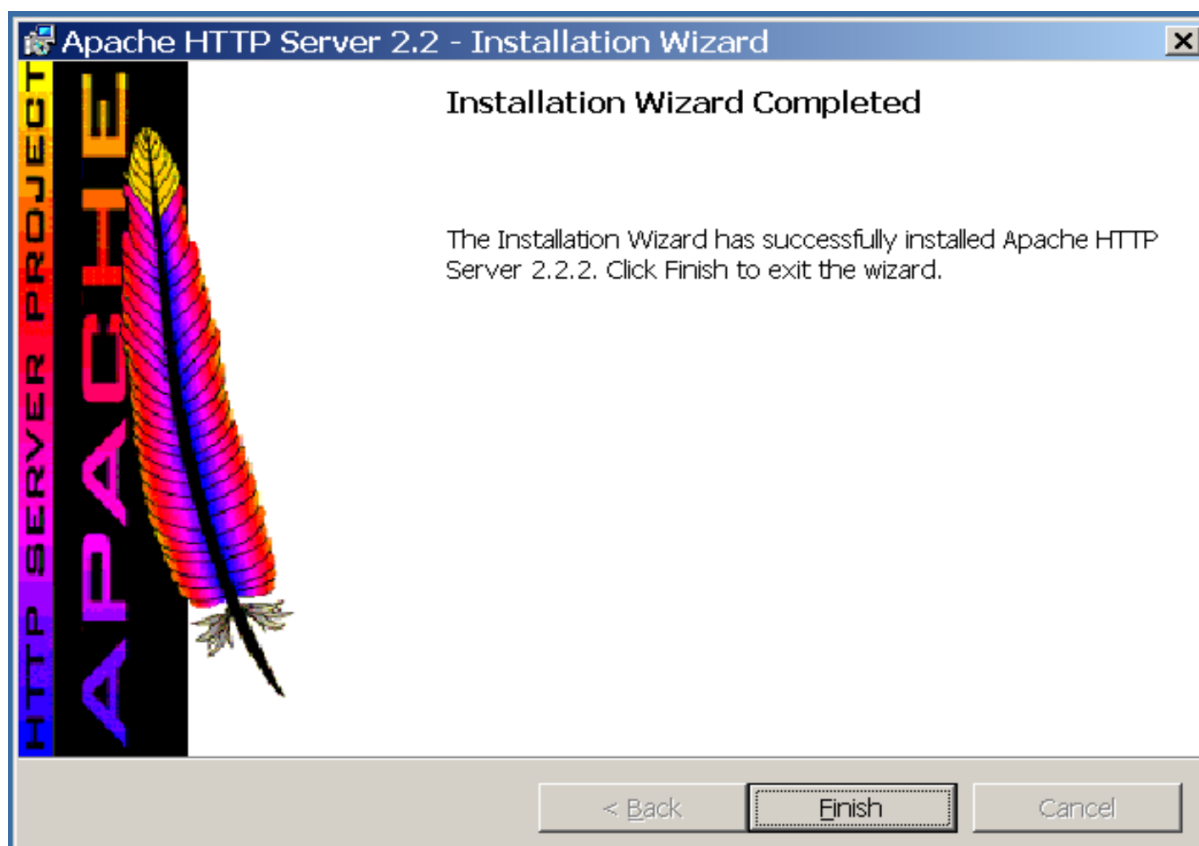 Apache HTTP Server 2.2 - Installation Wizard
HTTP SERVER PROJECT
APACHE
Installation Wizard Completed
The Installation Wizard has successfully installed Apache HTTP
Server 2.2.2. Click Finish to exit the wizard.
< Back
Finish
Cancel